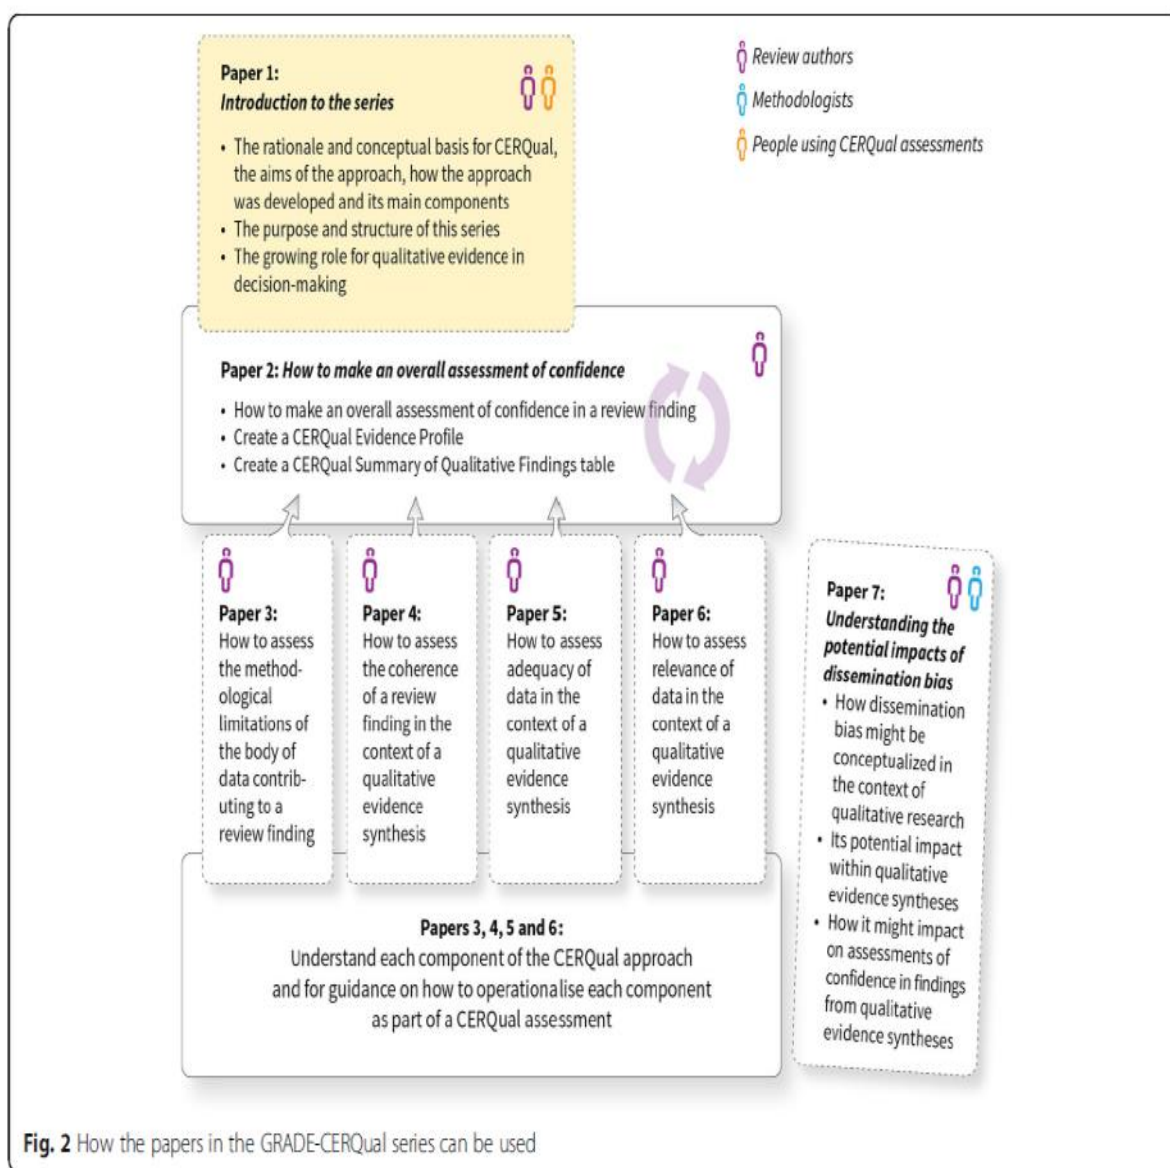 Paper 1:
Introduction to the series
• The rationale and conceptual basis for CERQual,
the aims of the approach, how the approach
was developed and its main components
• The purpose and structure of this series
• The growing role for qualitative evidence in
decision-making
Review authors
Methodologists
People using CERQual assessments
Paper 2: How to make an overall assessment of confidence
• How to make an overall assessment of confidence in a review finding
• Create a CERQual Evidence Profile
• Create a CERQual Summary of Qualitative Findings table
Paper 3:
How to assess
the method-
ological
limitations of
the body of
data contrib-
uting to a
review finding
Paper 4:
How to assess
the coherence
of a review
finding in the
context of a
qualitative
evidence
synthesis
Paper 5:
How to assess
adequacy of
data in the
context of a
qualitative
evidence
synthesis
Paper 6:
How to assess
relevance of
data in the
context of a
qualitative
evidence
synthesis
Paper 7:
Understanding the
potential impacts of
dissemination bias
• How dissemination
bias might be
conceptualized in
the context of
qualitative research
• Its potential impact
within qualitative
evidence syntheses
• How it might impact
on assessments of
confidence in findings
from qualitative
evidence syntheses
Papers 3, 4, 5 and 6:
Understand each component of the CERQual approach
and for guidance on how to operationalise each component
as part of a CERQual assessment
Fig. 2 How the papers in the GRADE-CERQual series can be used